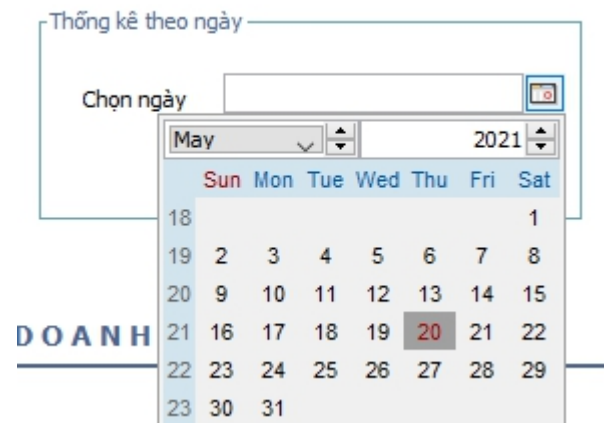 Thống kê theo ngày
Chọn ngày
May 2021
Sun Mon Tue Wed Thu Fri Sat
18 1
19 2 3 4 5 6 7 8
20 9 10 11 12 13 14 15
DOANH
21 16 17 18 19 20 21 22
22 23 24 25 26 27 28 29
23 30 31